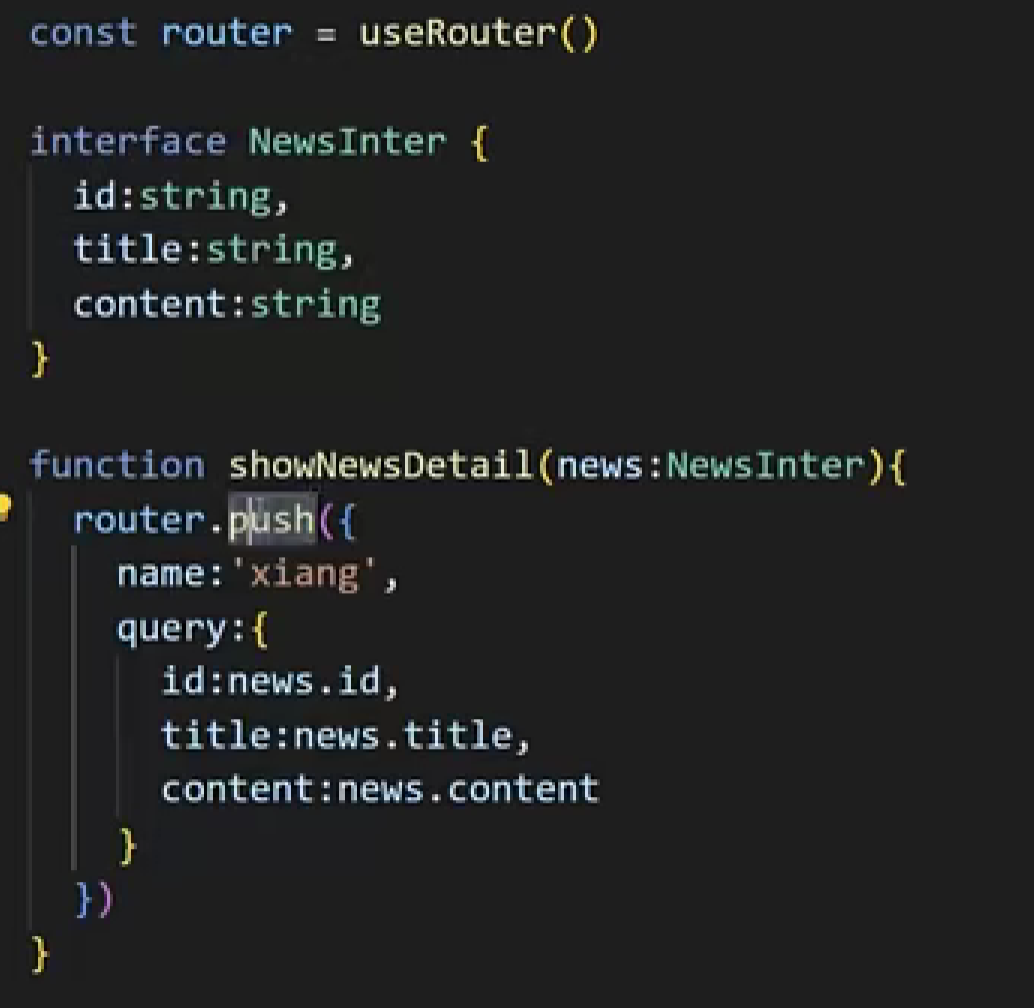 const router = useRouter()
interface NewsInter {
id:string,
title:string,
content:string
}
function showNewsDetail(news:NewsInter){
router.push({
name:'xiang',
query:{
id:news.id,
title:news.title,
content:news.content
}
})
}